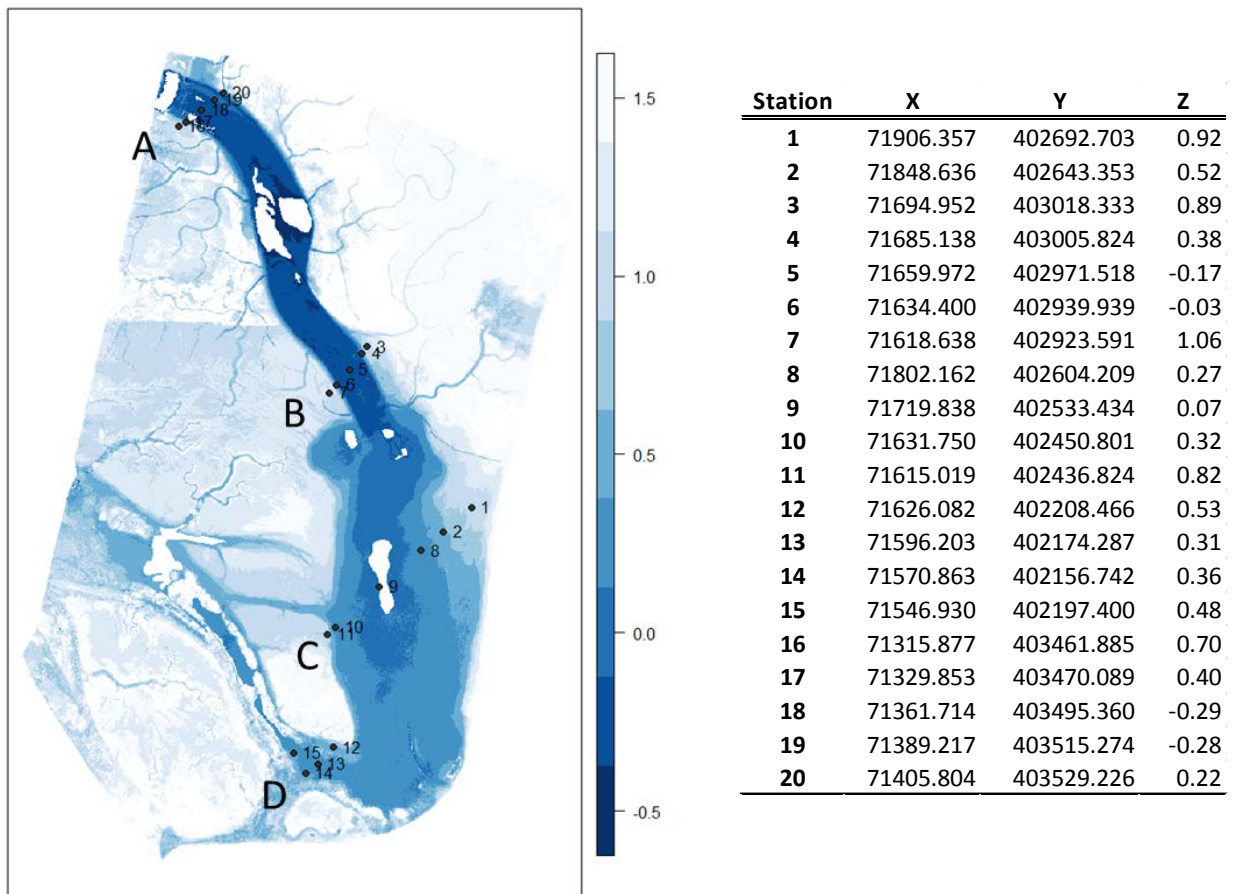 20
19
18
17
16
A
3
4
5
6
7
B
1
2
8
9
10
11
C
12
15
13
14
D
1.5
1.0
0.5
0.0
-0.5
Station X Y Z
1 71906.357 402692.703 0.92
2 71848.636 402643.353 0.52
3 71694.952 403018.333 0.89
4 71685.138 403005.824 0.38
5 71659.972 402971.518 -0.17
6 71634.400 402939.939 -0.03
7 71618.638 402923.591 1.06
8 71802.162 402604.209 0.27
9 71719.838 402533.434 0.07
10 71631.750 402450.801 0.32
11 71615.019 402436.824 0.82
12 71626.082 402208.466 0.53
13 71596.203 402174.287 0.31
14 71570.863 402156.742 0.36
15 71546.930 402197.400 0.48
16 71315.877 403461.885 0.70
17 71329.853 403470.089 0.40
18 71361.714 403495.360 -0.29
19 71389.217 403515.274 -0.28
20 71405.804 403529.226 0.22